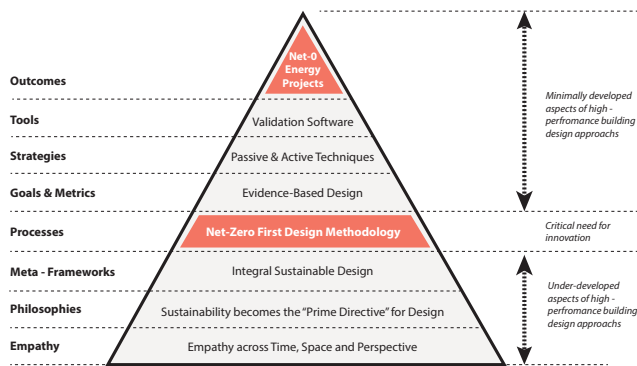 Net-0
Energy
Projects
Outcomes
Minimally developed
aspects of high -
perfromance building
design approachs
Tools
Validation Software
Strategies
Passive & Active Techniques
Goals & Metrics
Evidence-Based Design
Processes
Net-Zero First Design Methodology
Critical need for
innovation
Meta - Frameworks
Integral Sustainable Design
Under-developed
aspects of high -
perfromance building
design approachs
Philosophies
Sustainability becomes the “Prime Directive” for Design
Empathy
Empathy across Time, Space and Perspective